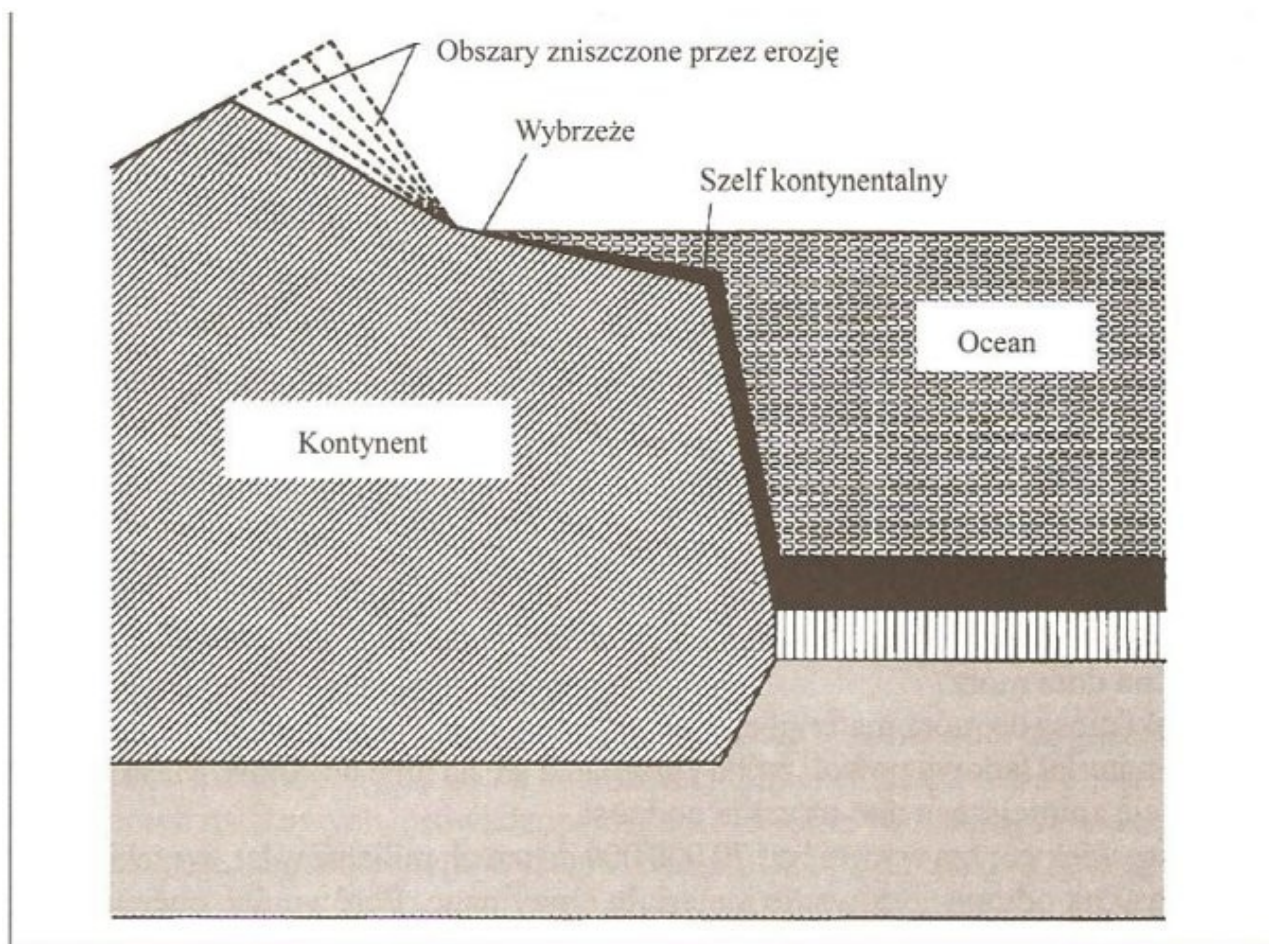 Obszary zniszczone przez erozję
Wybrzeże
Szelf kontynentalny
Ocean
Kontynent